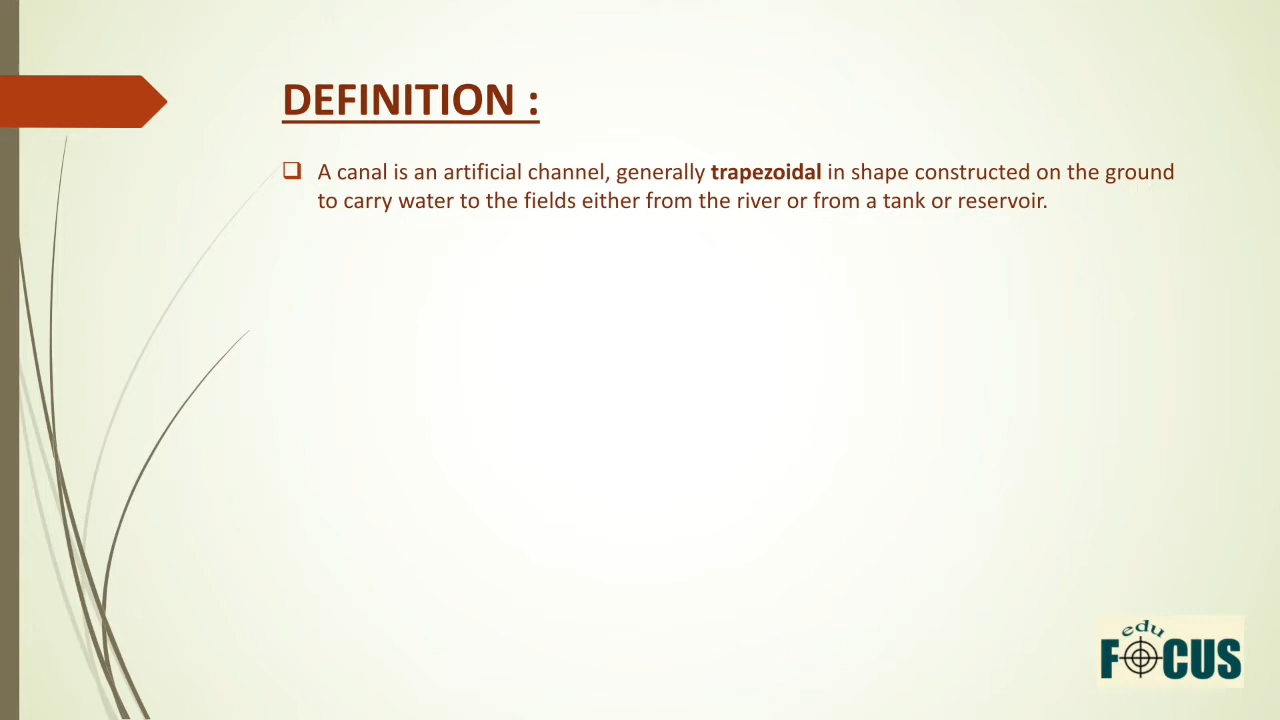 DEFINITION :
A canal is an artificial channel, generally trapezoidal in shape constructed on the ground
to carry water to the fields either from the river or from a tank or reservoir.
edu
FOCUS